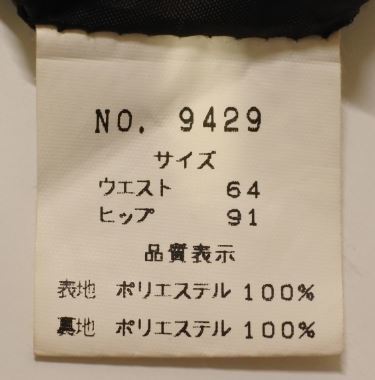 NO. 9429
サイズ
ウエスト 64
ヒップ 91
品質表示
表地 ポリエステル 100%
裏地 ポリエステル 100%